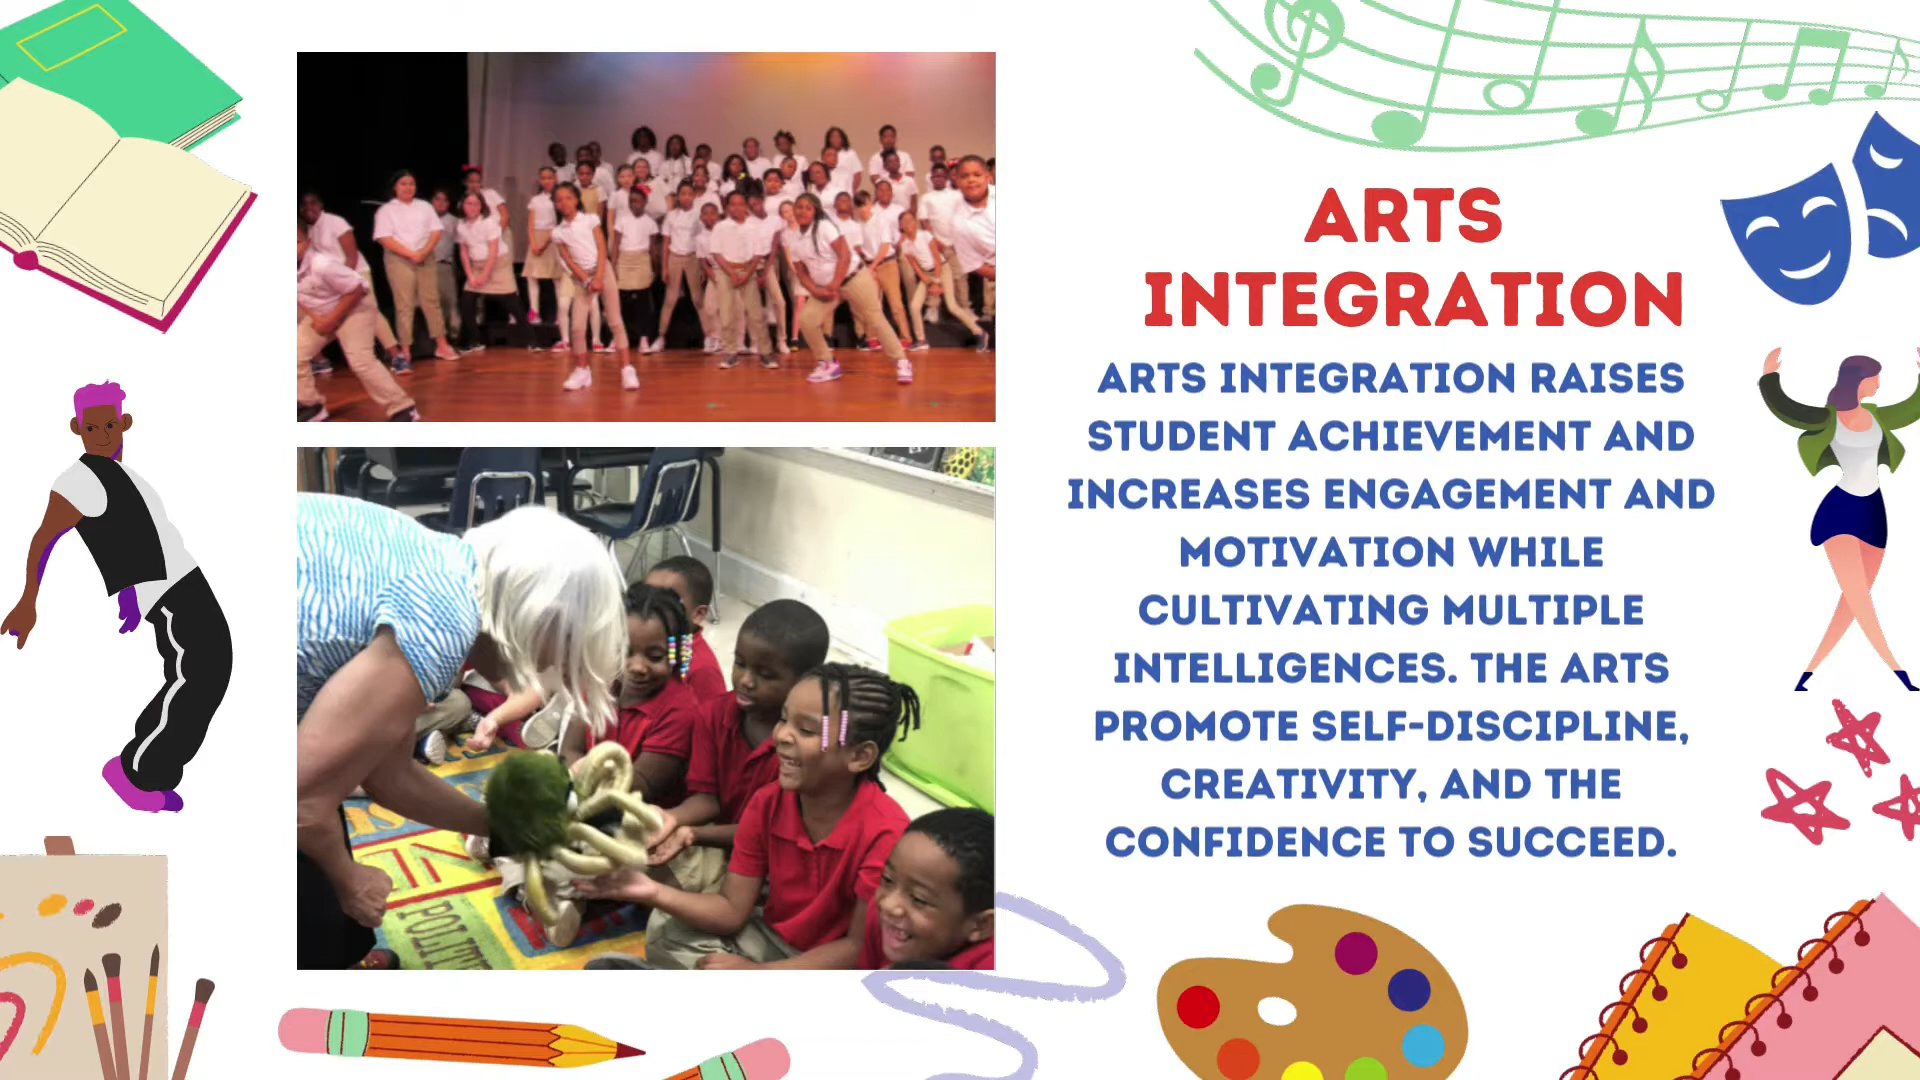 ARTS
INTEGRATION
ARTS INTEGRATION RAISES
STUDENT ACHIEVEMENT AND
INCREASES ENGAGEMENT AND
MOTIVATION WHILE
CULTIVATING MULTIPLE
INTELLIGENCES. THE ARTS
PROMOTE SELF-DISCIPLINE,
CREATIVITY, AND THE
CONFIDENCE TO SUCCEED.